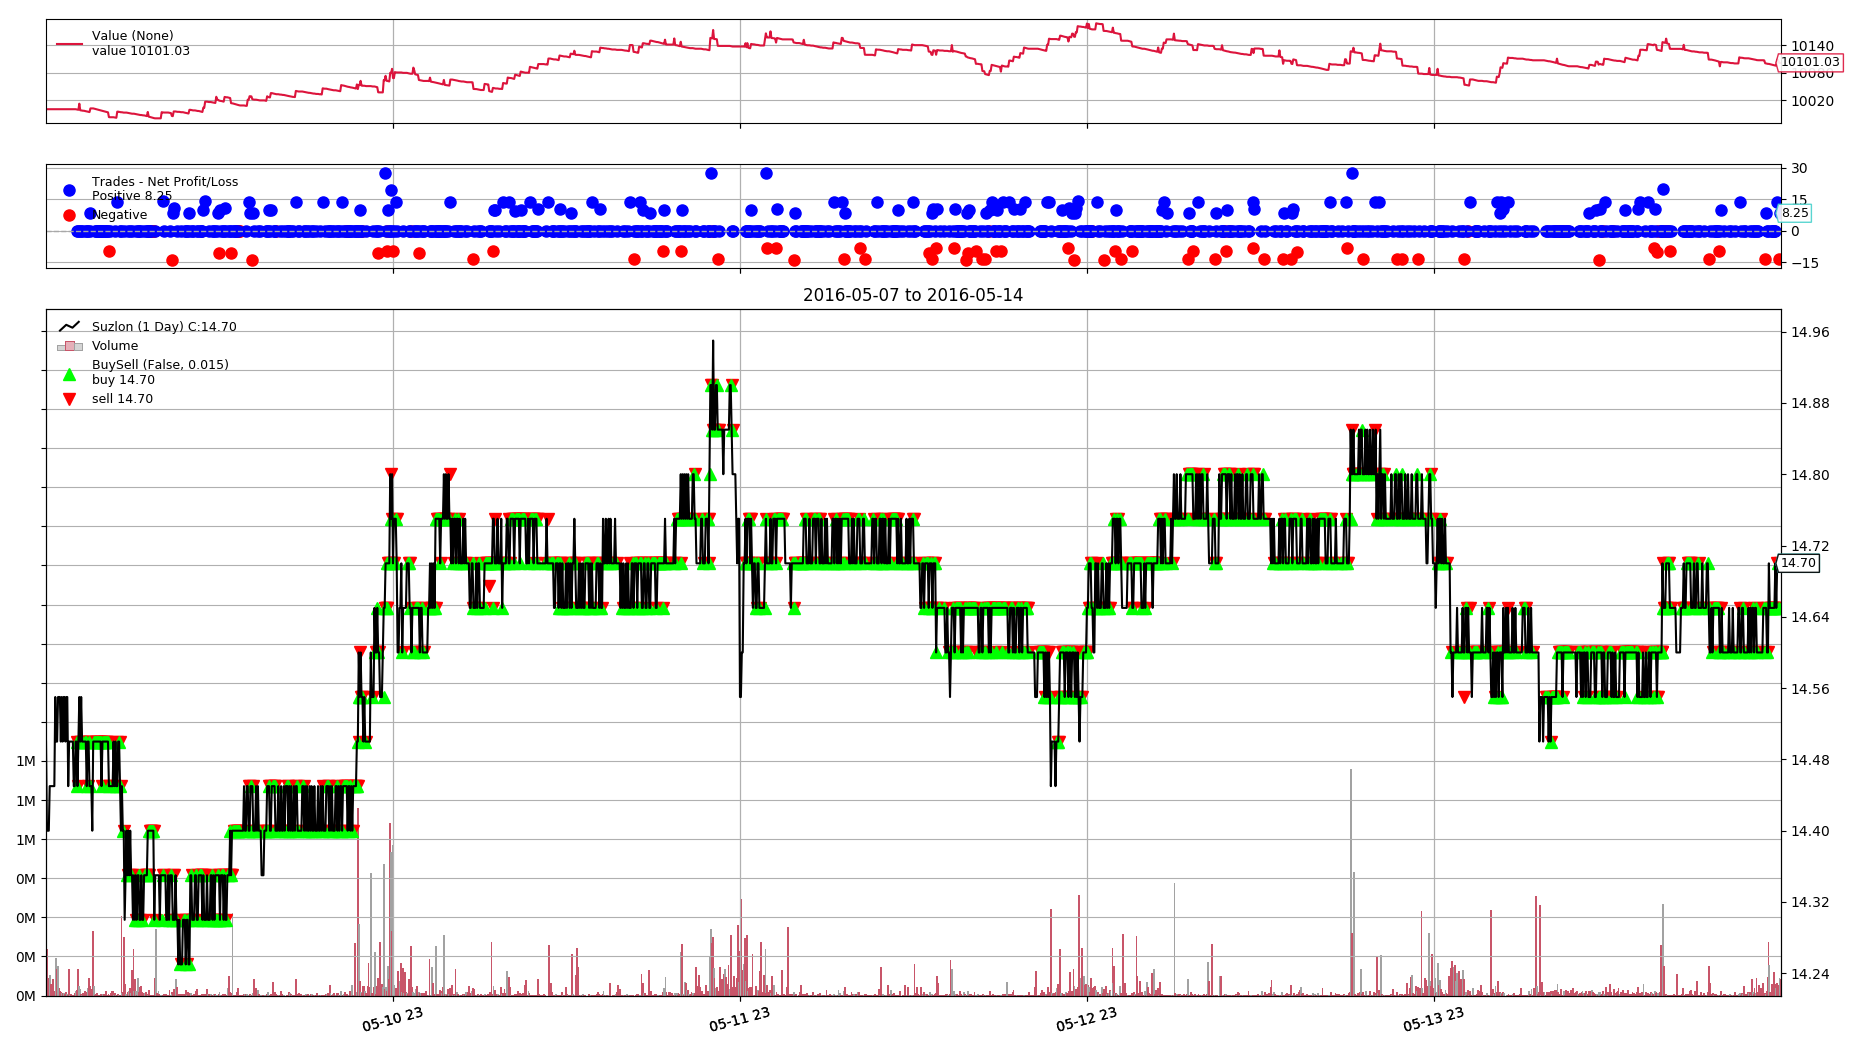 Value (None)
value 10101.03
10140
10101.03
10080
10020
Trades - Net Profit/Loss
Positive 8.25
Negative
30
15
8.25
0
−15
2016-05-07 to 2016-05-14
Suzlon (1 Day) C:14.70
Volume
BuySell (False, 0.015)
buy 14.70
sell 14.70
14.96
14.88
14.80
14.72
14.70
14.64
14.56
14.48
14.40
14.32
14.24
1M
1M
1M
0M
0M
0M
0M
05-10 23
05-11 23
05-12 23
05-13 23